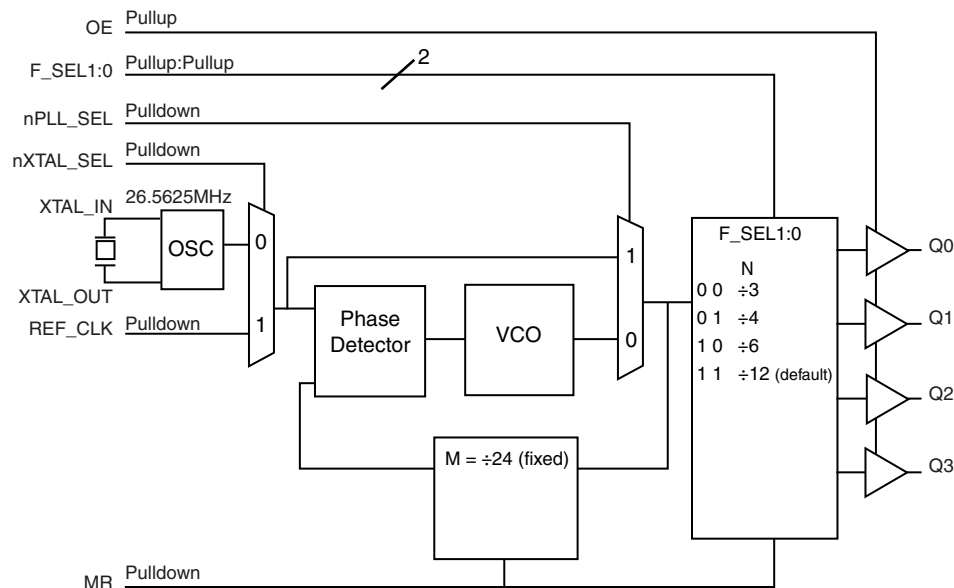 OE Pullup
F_SEL1:0 Pullup:Pullup
2
nPLL_SEL Pulldown
nXTAL_SEL Pulldown
26.5625MHz
XTAL_IN
OSC
XTAL_OUT
REF_CLK Pulldown
0
1
Phase
Detector
VCO
1
0
M = ÷24 (fixed)
F_SEL1:0
N
0 0 ÷3
0 1 ÷4
1 0 ÷6
1 1 ÷12 (default)
Q0
Q1
Q2
Q3
MR Pulldown